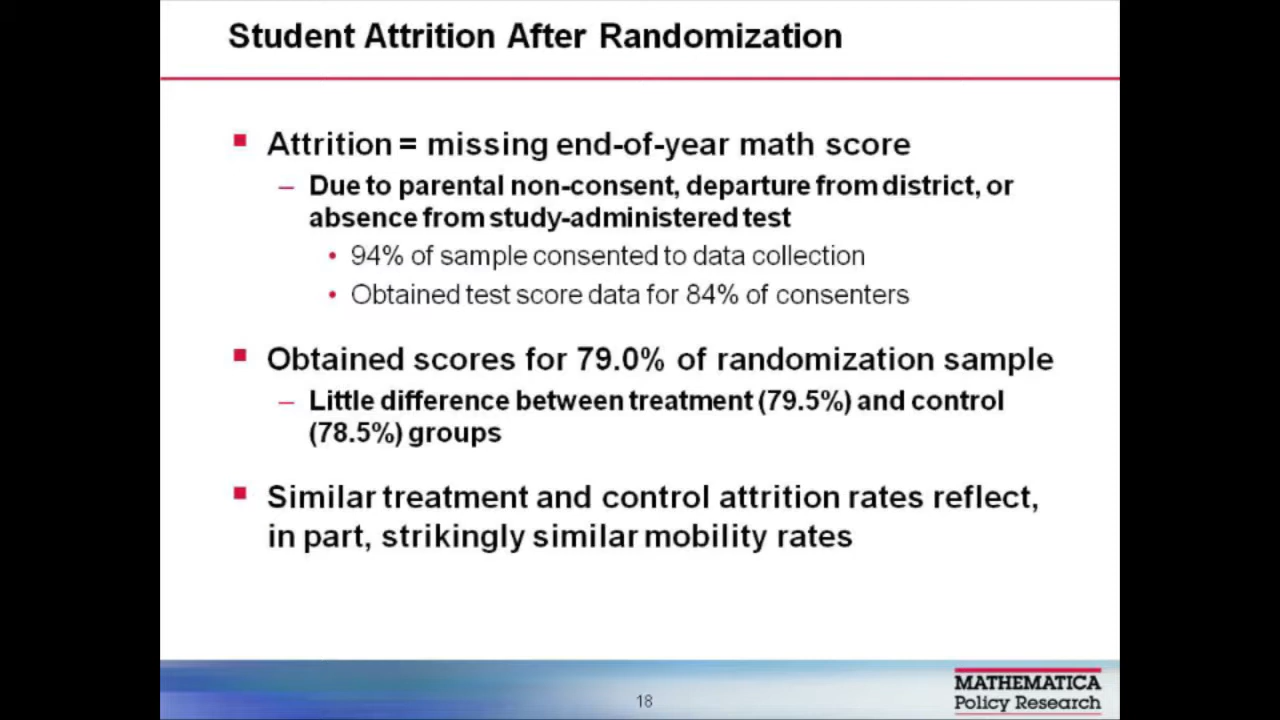 Student Attrition After Randomization
Attrition = missing end-of-year math score
– Due to parental non-consent, departure from district, or
absence from study-administered test
• 94% of sample consented to data collection
• Obtained test score data for 84% of consenters
Obtained scores for 79.0% of randomization sample
– Little difference between treatment (79.5%) and control
(78.5%) groups
Similar treatment and control attrition rates reflect,
in part, strikingly similar mobility rates
18
MATHEMATICA
Policy Research